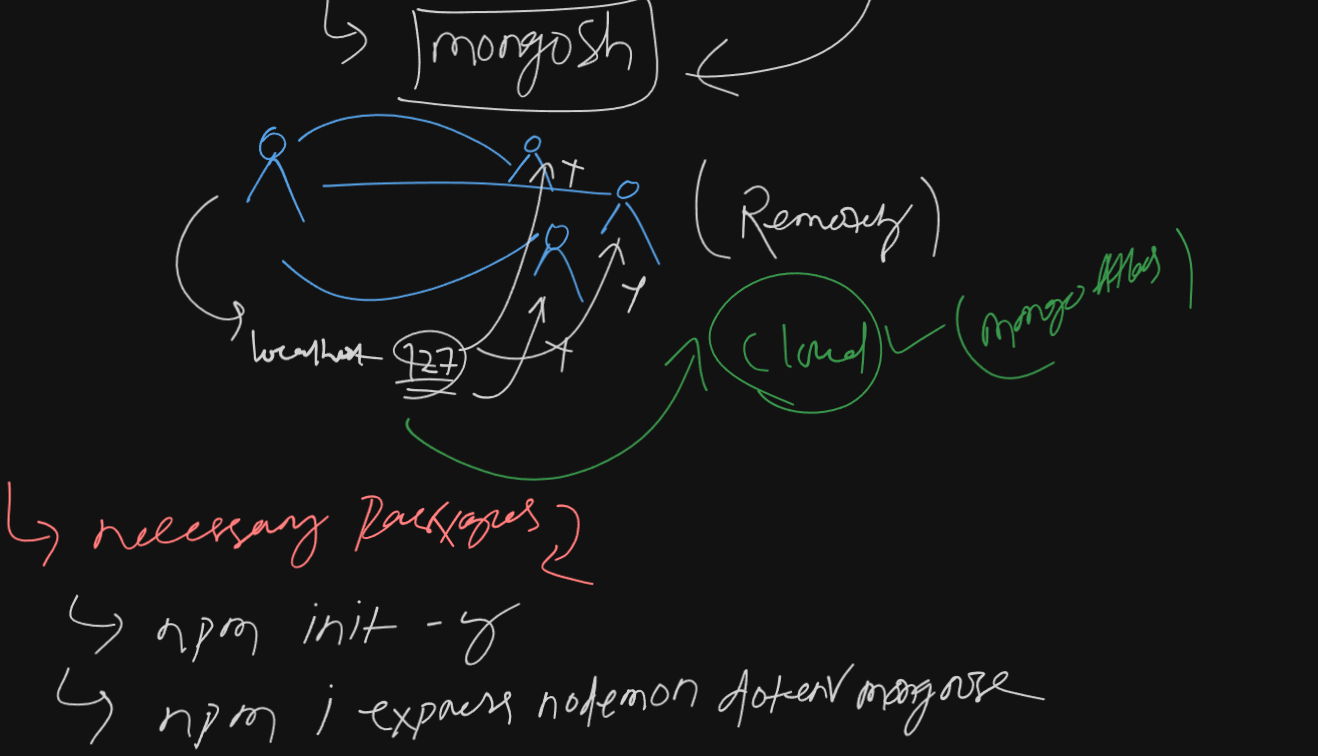 mongosh
(Remotely)
localhost 127
Cloud (mongo Atlas)
necessary packages
npm init -y
npm i express nodemon dotenv mongoose